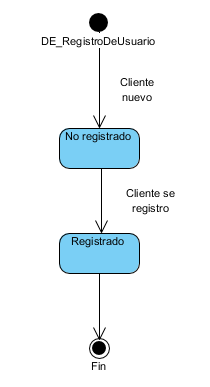 DE_RegistroDeUsuario
Cliente
nuevo
No registrado
Cliente se
registro
Registrado
Fin